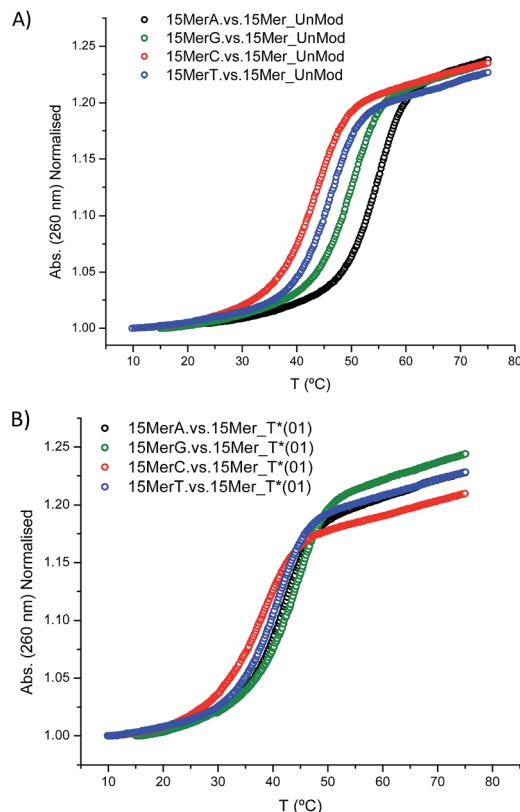 A)
15MerA.vs.15Mer_UnMod
15MerG.vs.15Mer_UnMod
15MerC.vs.15Mer_UnMod
15MerT.vs.15Mer_UnMod
Abs. (260 nm) Normalised
1.25
1.20
1.15
1.10
1.05
1.00
10 20 30 40 50 60 70 80
T (ºC)
B)
15MerA.vs.15Mer_T*(01)
15MerG.vs.15Mer_T*(01)
15MerC.vs.15Mer_T*(01)
15MerT.vs.15Mer_T*(01)
Abs. (260 nm) Normalised
1.25
1.20
1.15
1.10
1.05
1.00
10 20 30 40 50 60 70 80
T (ºC)